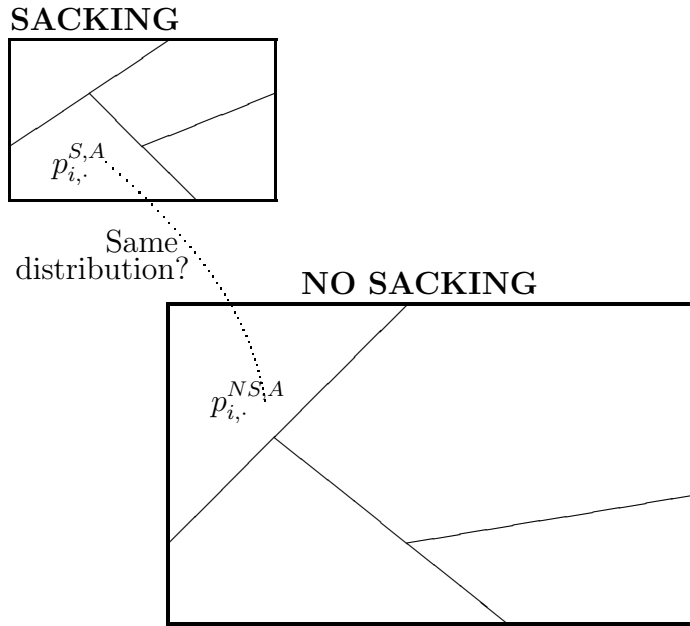 SACKING
$p_{i,\cdot}^{S,A}$
Same
distribution?
NO SACKING
$p_{i,\cdot}^{NS,A}$